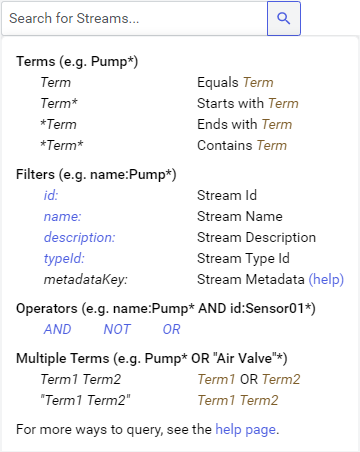 Search for Streams...
Terms (e.g. Pump*)
Term Equals Term
Term* Starts with Term
*Term Ends with Term
*Term* Contains Term
Filters (e.g. name:Pump*)
id: Stream Id
name: Stream Name
description: Stream Description
typeId: Stream Type Id
metadataKey: Stream Metadata (help)
Operators (e.g. name:Pump* AND id:Sensor01*)
AND NOT OR
Multiple Terms (e.g. Pump* OR "Air Valve"*)
Term1 Term2 Term1 OR Term2
"Term1 Term2" Term1 Term2
For more ways to query, see the help page.